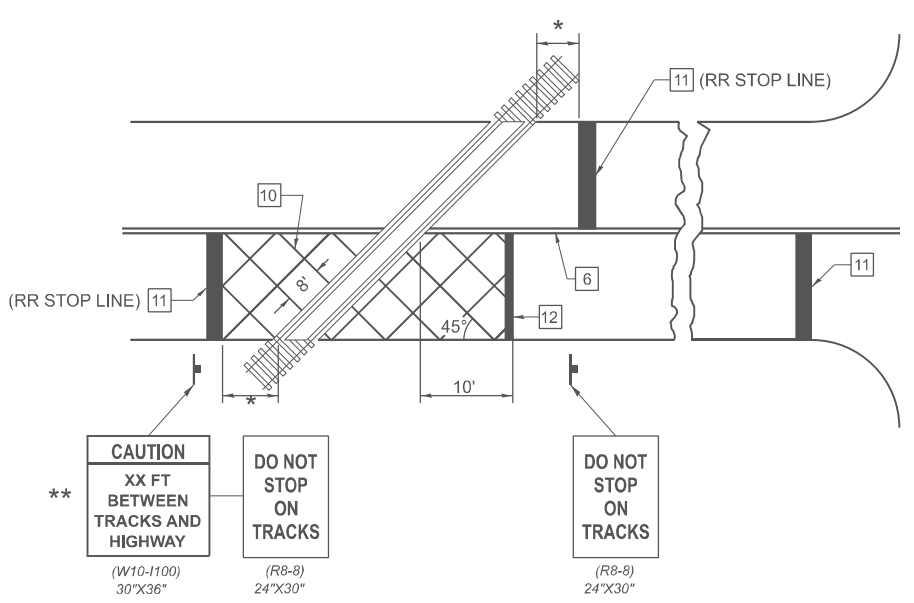 *
11 (RR STOP LINE)
10
8'
6
11
(RR STOP LINE) 11
12
45°
*
10'
**
CAUTION
XX FT
BETWEEN
TRACKS AND
HIGHWAY
(W10-I100)
30"X36"
DO NOT
STOP
ON
TRACKS
(R8-8)
24"X30"
DO NOT
STOP
ON
TRACKS
(R8-8)
24"X30"